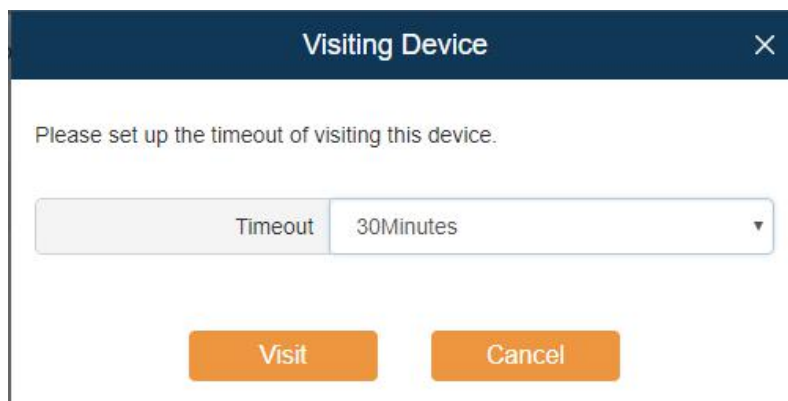 Visiting Device
Please set up the timeout of visiting this device.
Timeout 30Minutes
Visit Cancel